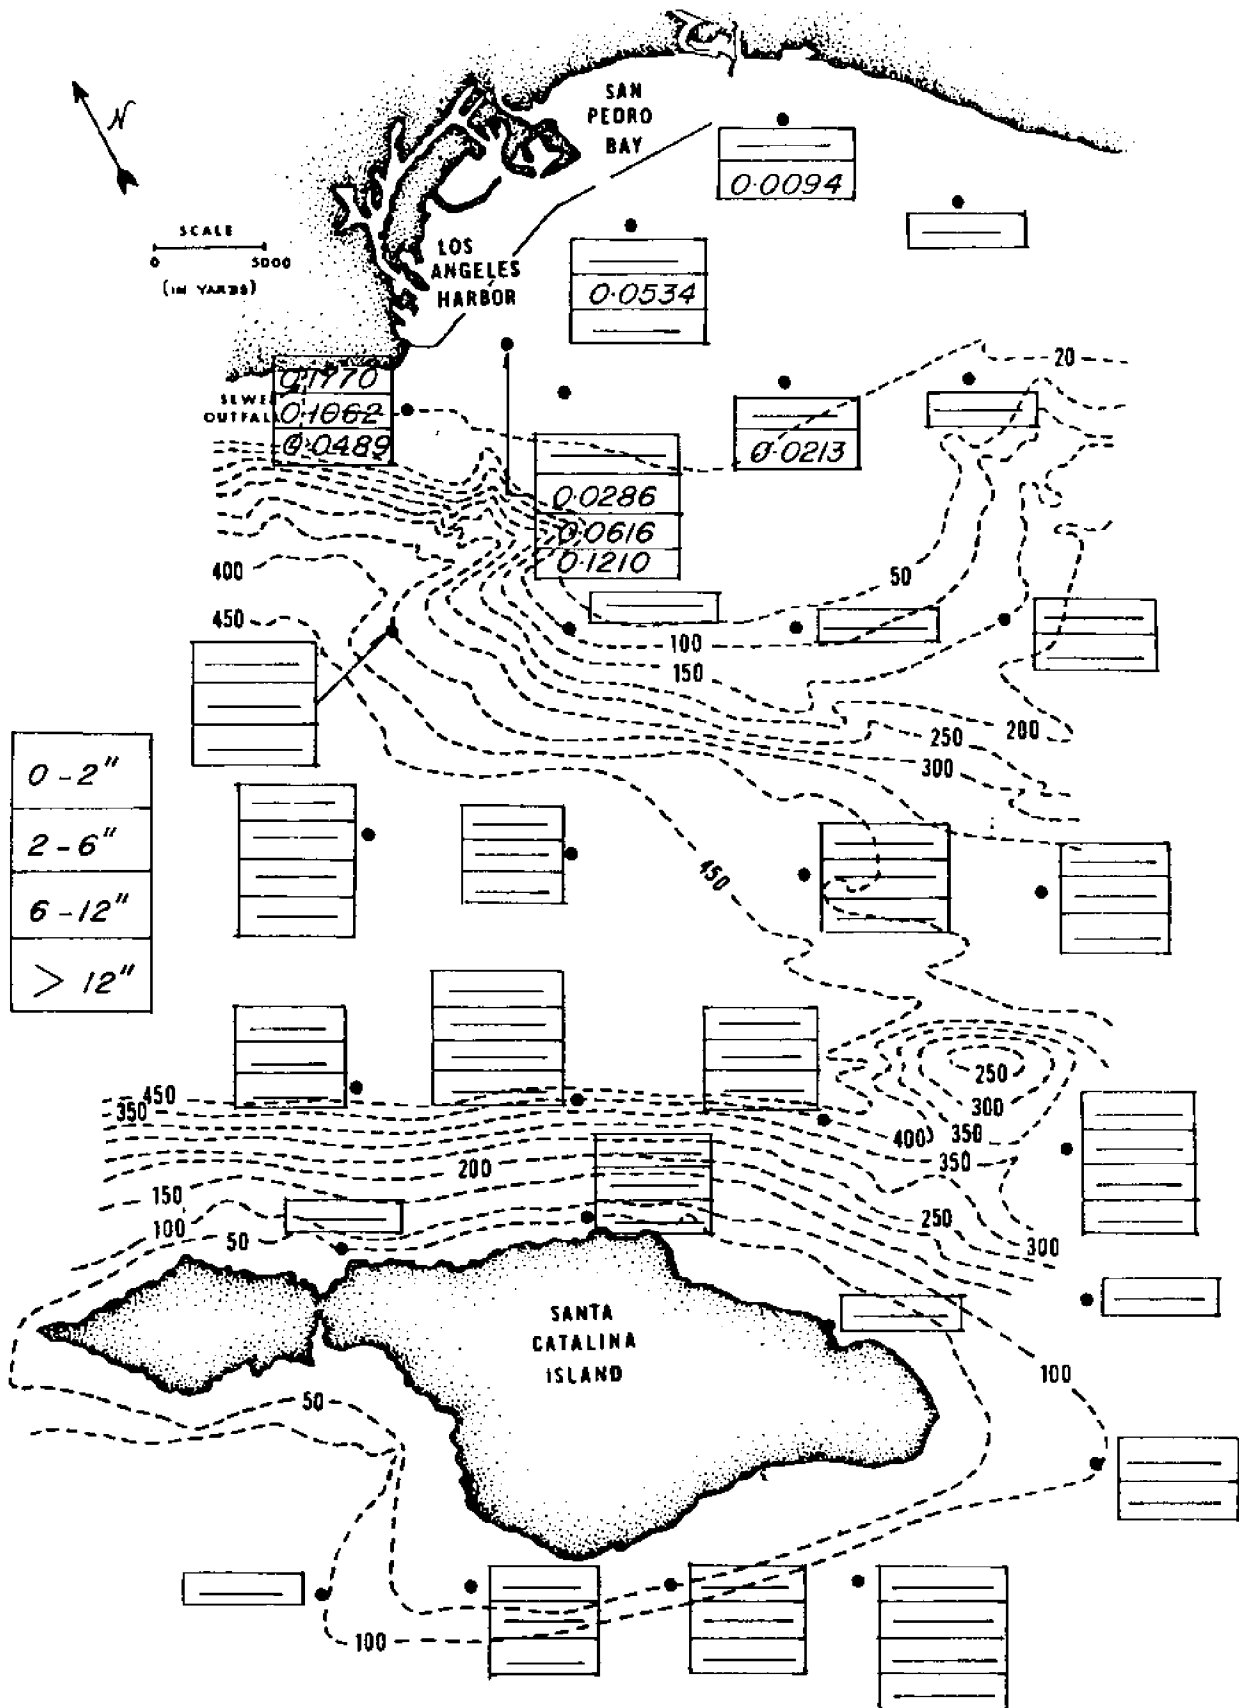 SAN
PEDRO
BAY
N
0.0094
SCALE
0 5000
(IN YARDS)
LOS
ANGELES
HARBOR
0.0534
20
0.1770
SEWER
OUTFALL
0.1062
0.0489
0.0213
0.0286
0.0616
0.1210
400
50
450
100
150
200
250
300
0-2"
2-6"
6-12"
> 12"
450
250
300
450
350
400
350
350
200
150
100
50
250
300
SANTA
CATALINA
ISLAND
100
50
100